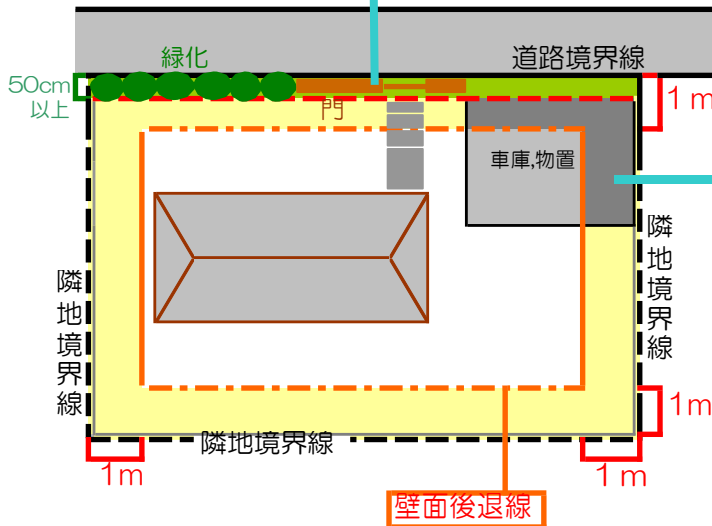 緑化
道路境界線
50cm
以上
1m
門
車庫,物置
隣地境界線
隣地境界線
1m
隣地境界線
1m
1m
壁面後退線